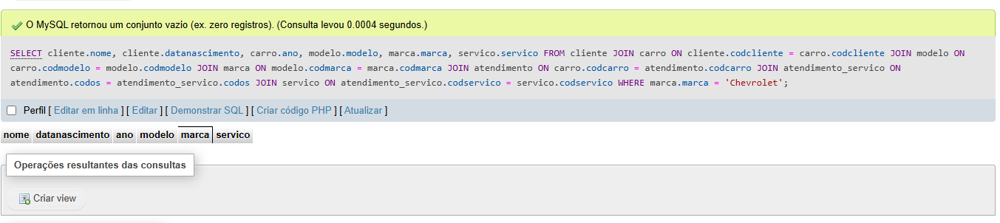 O MySQL retornou um conjunto vazio (ex. zero registros). (Consulta levou 0.0004 segundos.)
SELECT cliente.nome, cliente.datanascimento, carro.ano, modelo.modelo, marca.marca, servico.servico FROM cliente JOIN carro ON cliente.codcliente = carro.codcliente JOIN modelo ON
carro.codmodelo = modelo.codmodelo JOIN marca ON modelo.codmarca = marca.codmarca JOIN atendimento ON carro.codcarro = atendimento.codcarro JOIN atendimento_servico ON
atendimento.codos = atendimento_servico.codos JOIN servico ON atendimento_servico.codservico = servico.codservico WHERE marca.marca = 'Chevrolet';
Perfil [ Editar em linha ] [ Editar ] [ Demonstrar SQL ] [ Criar código PHP ] [ Atualizar ]
nome datanascimento ano modelo marca servico
Operações resultantes das consultas
Criar view